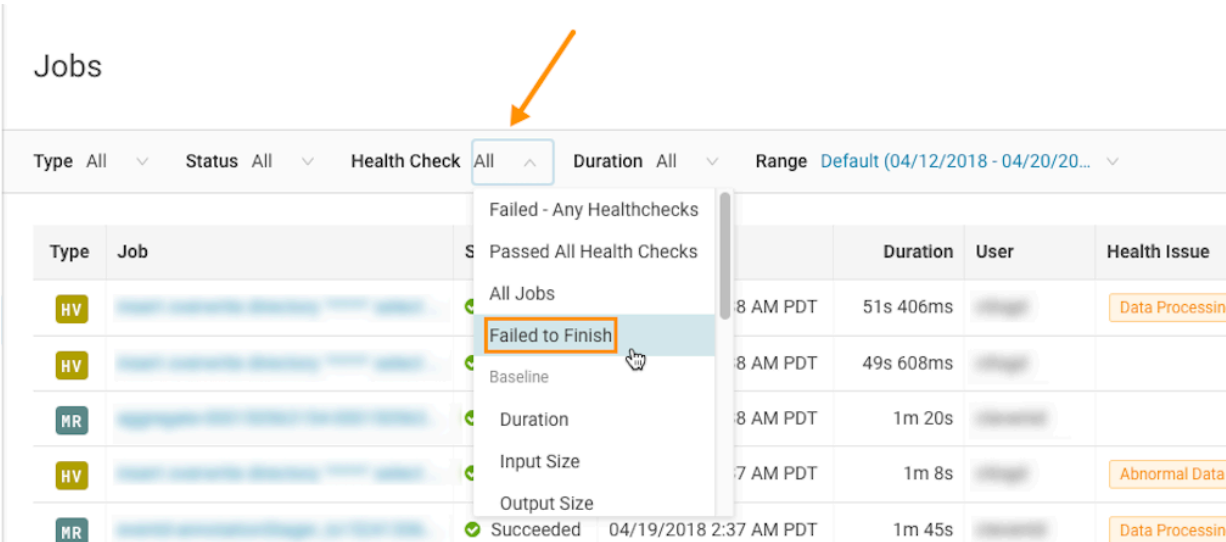 Jobs
Type All Status All Health Check All Duration All Range Default (04/12/2018 - 04/20/20...
Failed - Any Healthchecks
Passed All Health Checks
All Jobs
Failed to Finish
Baseline
Duration
Input Size
Output Size
Type Job S Duration User Health Issue
HV 8 AM PDT 51s 406ms Data Processin
HV 8 AM PDT 49s 608ms
MR 8 AM PDT 1m 20s
HV 7 AM PDT 1m 8s Abnormal Data
MR Succeeded 04/19/2018 2:37 AM PDT 1m 45s Data Processin